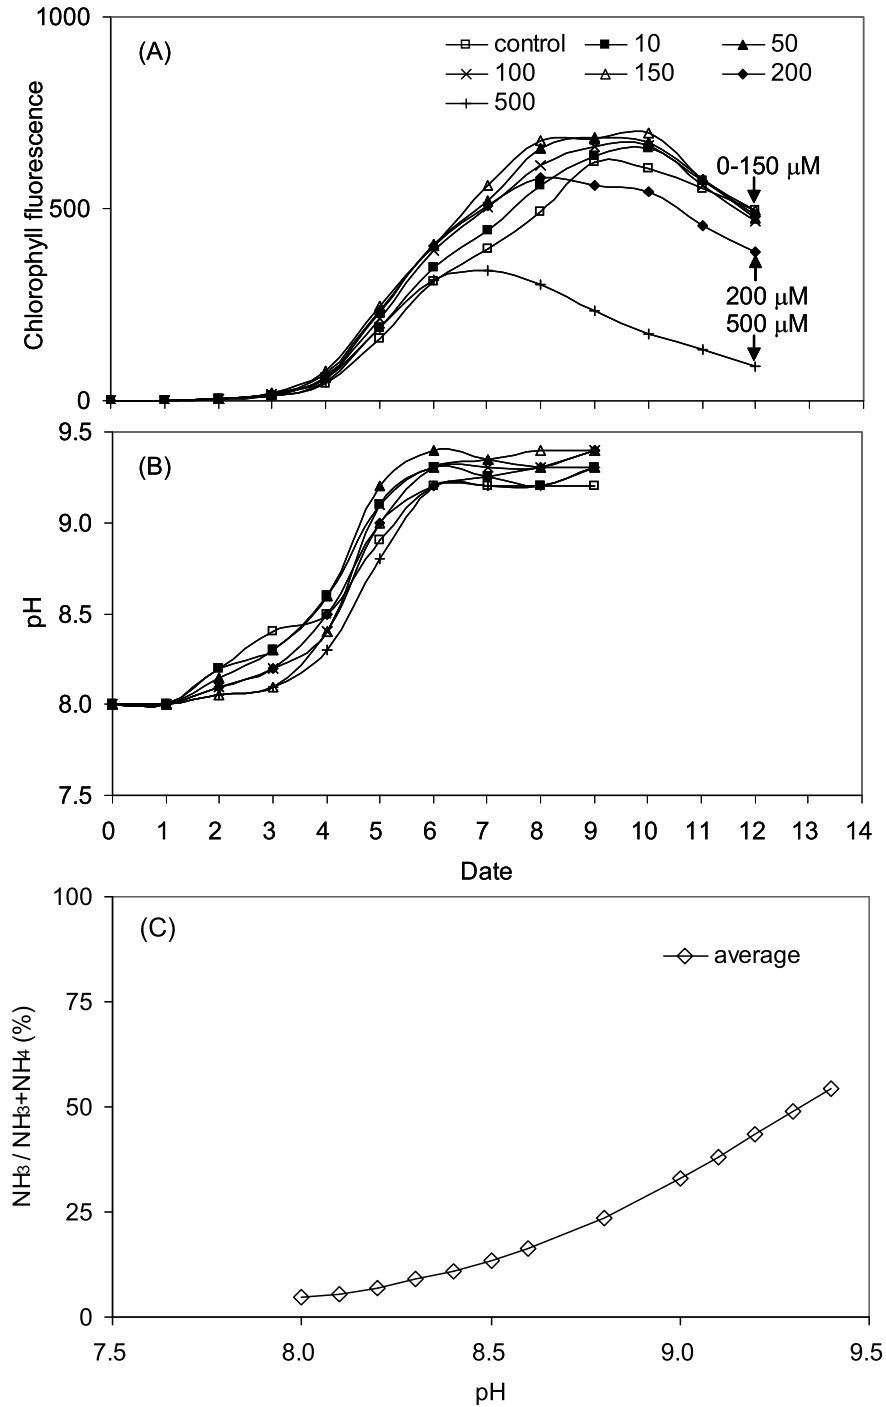 1000
(A)
control 10 50
100 150 200
500
Chlorophyll fluorescence
0-150 µM
500
200 µM
500 µM
0
9.5
(B)
9.0
8.5
pH
8.0
7.5
0 1 2 3 4 5 6 7 8 9 10 11 12 13 14
Date
100
(C)
average
75
NH3 / NH3+NH4 (%)
50
25
0
7.5 8.0 8.5 9.0 9.5
pH